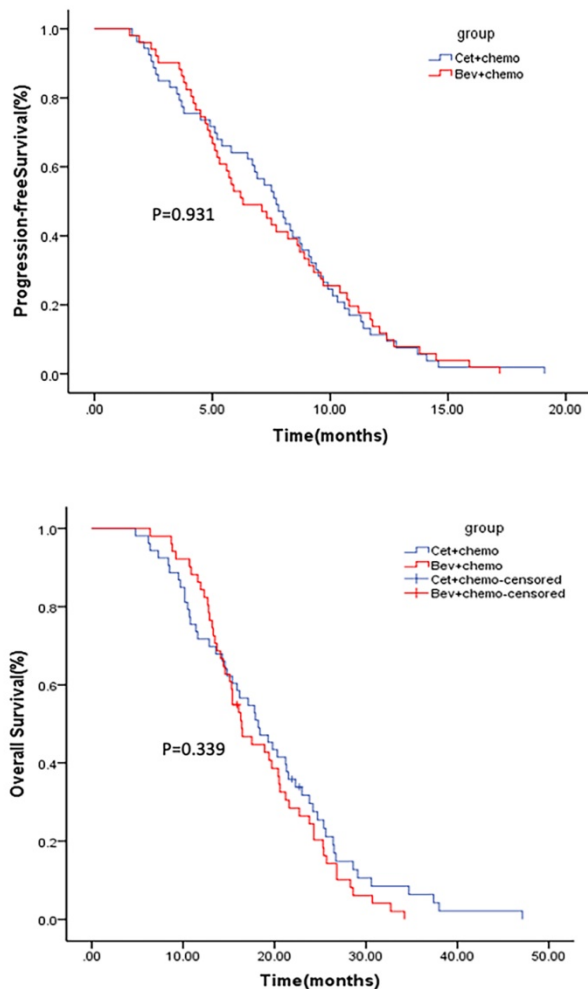 group
Cet+chemo
Bev+chemo
1.0
0.8
0.6
0.4
0.2
0.0
Progression-freeSurvival(%)
P=0.931
.00 5.00 10.00 15.00 20.00
Time(months)
group
Cet+chemo
Bev+chemo
Cet+chemo-censored
Bev+chemo-censored
1.0
0.8
0.6
0.4
0.2
0.0
Overall Survival(%)
P=0.339
.00 10.00 20.00 30.00 40.00 50.00
Time(months)